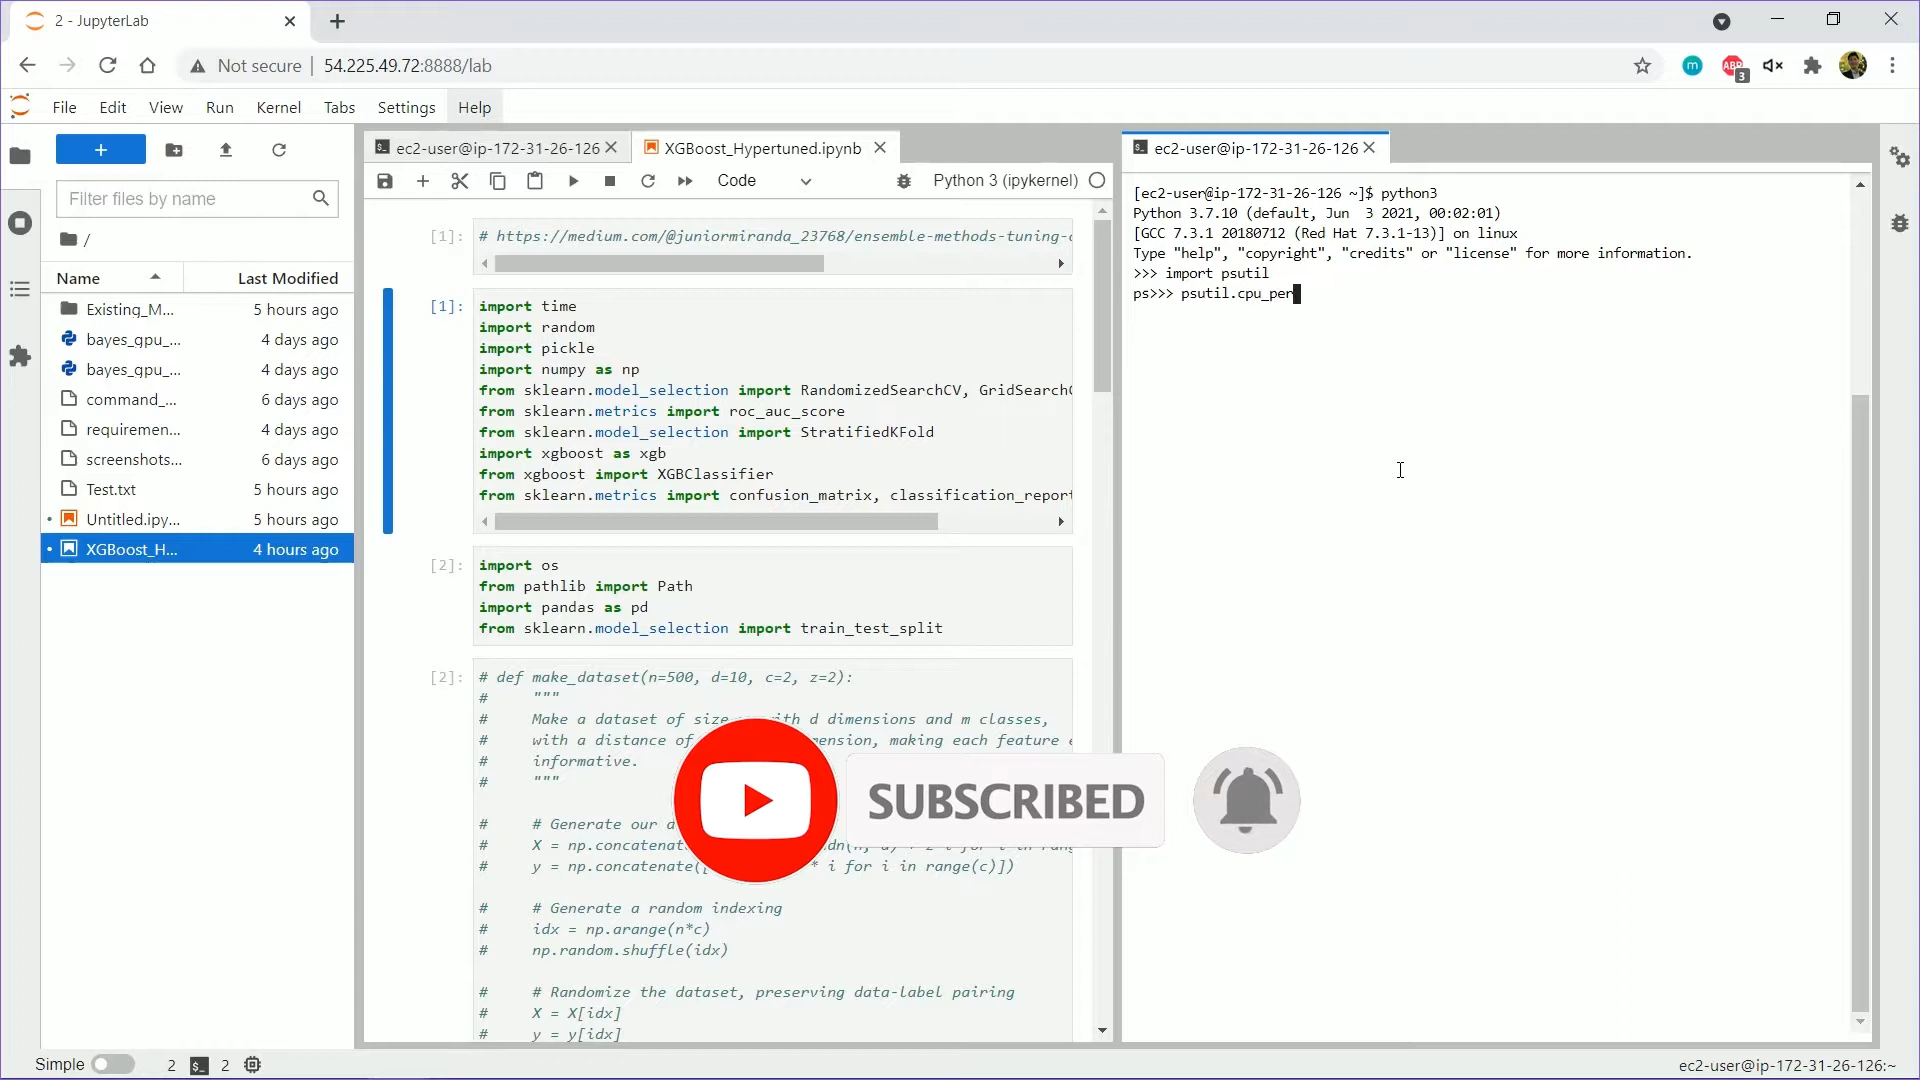 2 - JupyterLab
Not secure | 54.225.49.72:8888/lab
m
ABP
3
File Edit View Run Kernel Tabs Settings Help
+
Filter files by name
/
Name Last Modified
Existing_M... 5 hours ago
bayes_gpu_... 4 days ago
bayes_gpu_... 4 days ago
command_... 6 days ago
requiremen... 4 days ago
screenshots... 6 days ago
Test.txt 5 hours ago
Untitled.ipy... 5 hours ago
XGBoost_H... 4 hours ago
ec2-user@ip-172-31-26-126
XGBoost_Hypertuned.ipynb
Code
Python 3 (ipykernel)
[1]: # https://medium.com/@juniormiranda_23768/ensemble-methods-tuning-
[1]: import time
import random
import pickle
import numpy as np
from sklearn.model_selection import RandomizedSearchCV, GridSearch
from sklearn.metrics import roc_auc_score
from sklearn.model_selection import StratifiedKFold
import xgboost as xgb
from xgboost import XGBClassifier
from sklearn.metrics import confusion_matrix, classification_report
[2]: import os
from pathlib import Path
import pandas as pd
from sklearn.model_selection import train_test_split
[2]: # def make_dataset(n=500, d=10, c=2, z=2):
# """
# Make a dataset of size with d dimensions and m classes,
# with a distance of making each feature
# informative.
# """
# # Generate our
# X = np.concatenat for i in
# y = np.concatenate([ * i for i in range(c)])
# # Generate a random indexing
# idx = np.arange(n*c)
# np.random.shuffle(idx)
# # Randomize the dataset, preserving data-label pairing
# X = X[idx]
# y = y[idx]
SUBSCRIBED
ec2-user@ip-172-31-26-126
[ec2-user@ip-172-31-26-126 ~]$ python3
Python 3.7.10 (default, Jun  3 2021, 00:02:01)
[GCC 7.3.1 20180712 (Red Hat 7.3.1-13)] on linux
Type "help", "copyright", "credits" or "license" for more information.
>>> import psutil
ps>>> psutil.cpu_per
Simple 2 $_ 2
ec2-user@ip-172-31-26-126:~